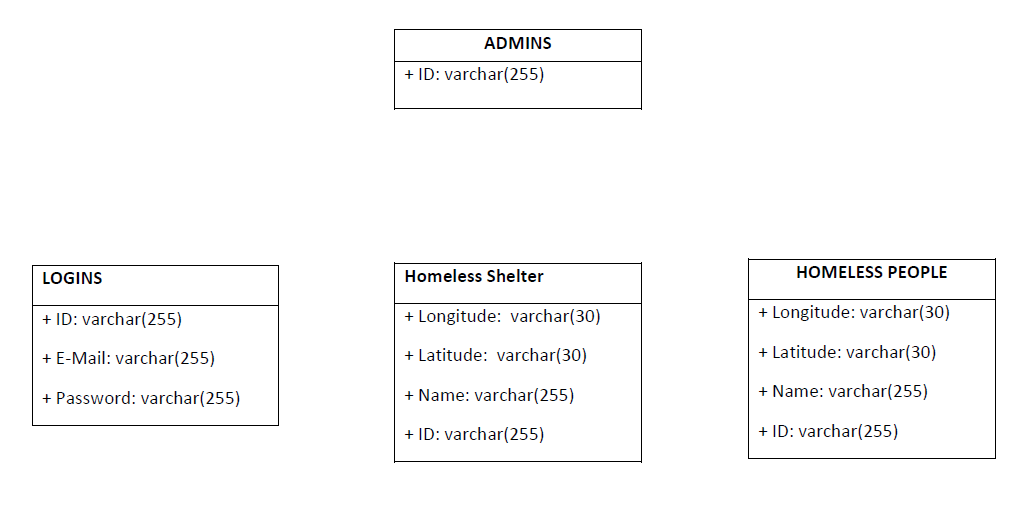 ADMINS
+ ID: varchar(255)
LOGINS
+ ID: varchar(255)
+ E-Mail: varchar(255)
+ Password: varchar(255)
Homeless Shelter
+ Longitude:  varchar(30)
+ Latitude:  varchar(30)
+ Name: varchar(255)
+ ID: varchar(255)
HOMELESS PEOPLE
+ Longitude: varchar(30)
+ Latitude: varchar(30)
+ Name: varchar(255)
+ ID: varchar(255)